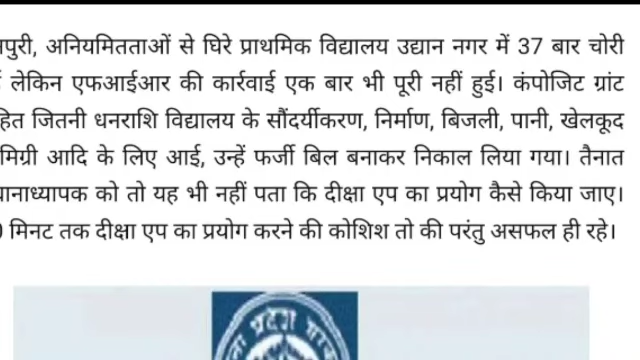 नपुरी, अनियमितताओं से घिरे प्राथमिक विद्यालय उद्यान नगर में 37 बार चोरी
लेकिन एफआईआर की कार्रवाई एक बार भी पूरी नहीं हुई। कंपोजिट ग्रांट
हित जितनी धनराशि विद्यालय के सौंदर्यीकरण, निर्माण, बिजली, पानी, खेलकूद
मिग्री आदि के लिए आई, उन्हें फर्जी बिल बनाकर निकाल लिया गया। तैनात
धानाध्यापक को तो यह भी नहीं पता कि दीक्षा एप का प्रयोग कैसे किया जाए।
मिनट तक दीक्षा एप का प्रयोग करने की कोशिश तो की परंतु असफल ही रहे।
प्रदेश